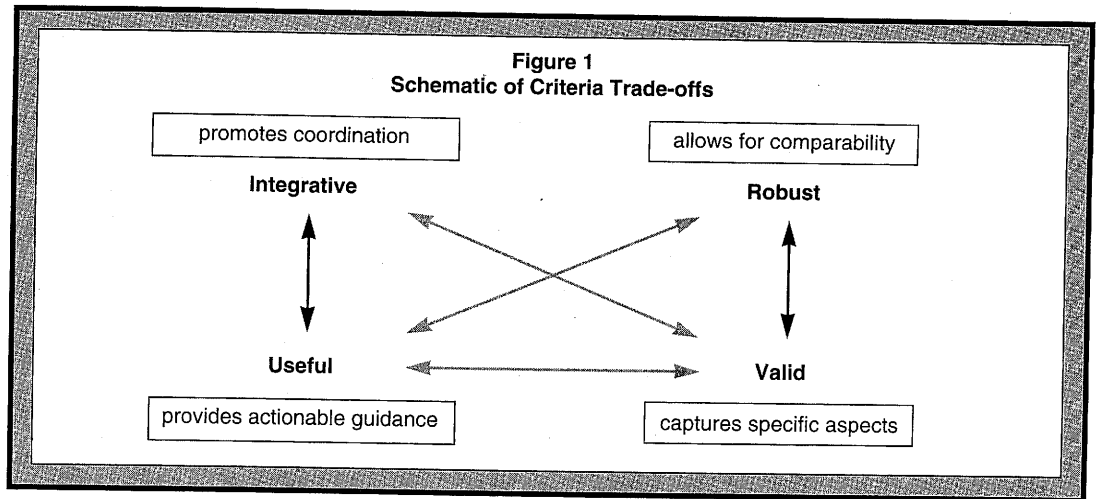 Figure 1
Schematic of Criteria Trade-offs
promotes coordination
allows for comparability
Integrative
Robust
Useful
Valid
provides actionable guidance
captures specific aspects